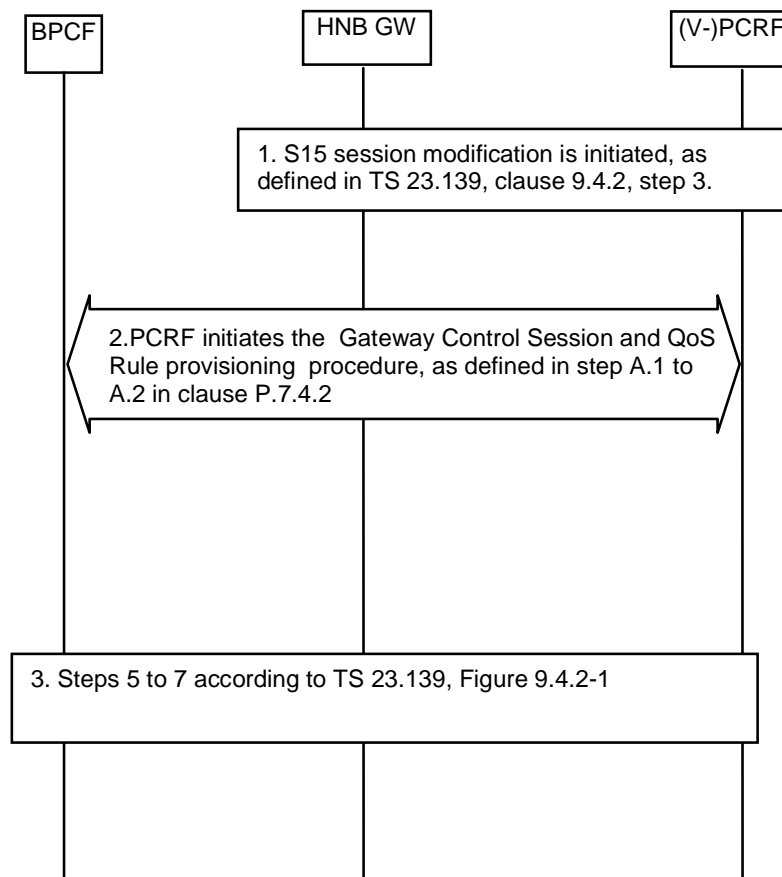 BPCF
HNB GW
(V-)PCRF
1. S15 session modification is initiated, as
defined in TS 23.139, clause 9.4.2, step 3.
2.PCRF initiates the  Gateway Control Session and QoS
Rule provisioning  procedure, as defined in step A.1 to
A.2 in clause P.7.4.2
3. Steps 5 to 7 according to TS 23.139, Figure 9.4.2-1